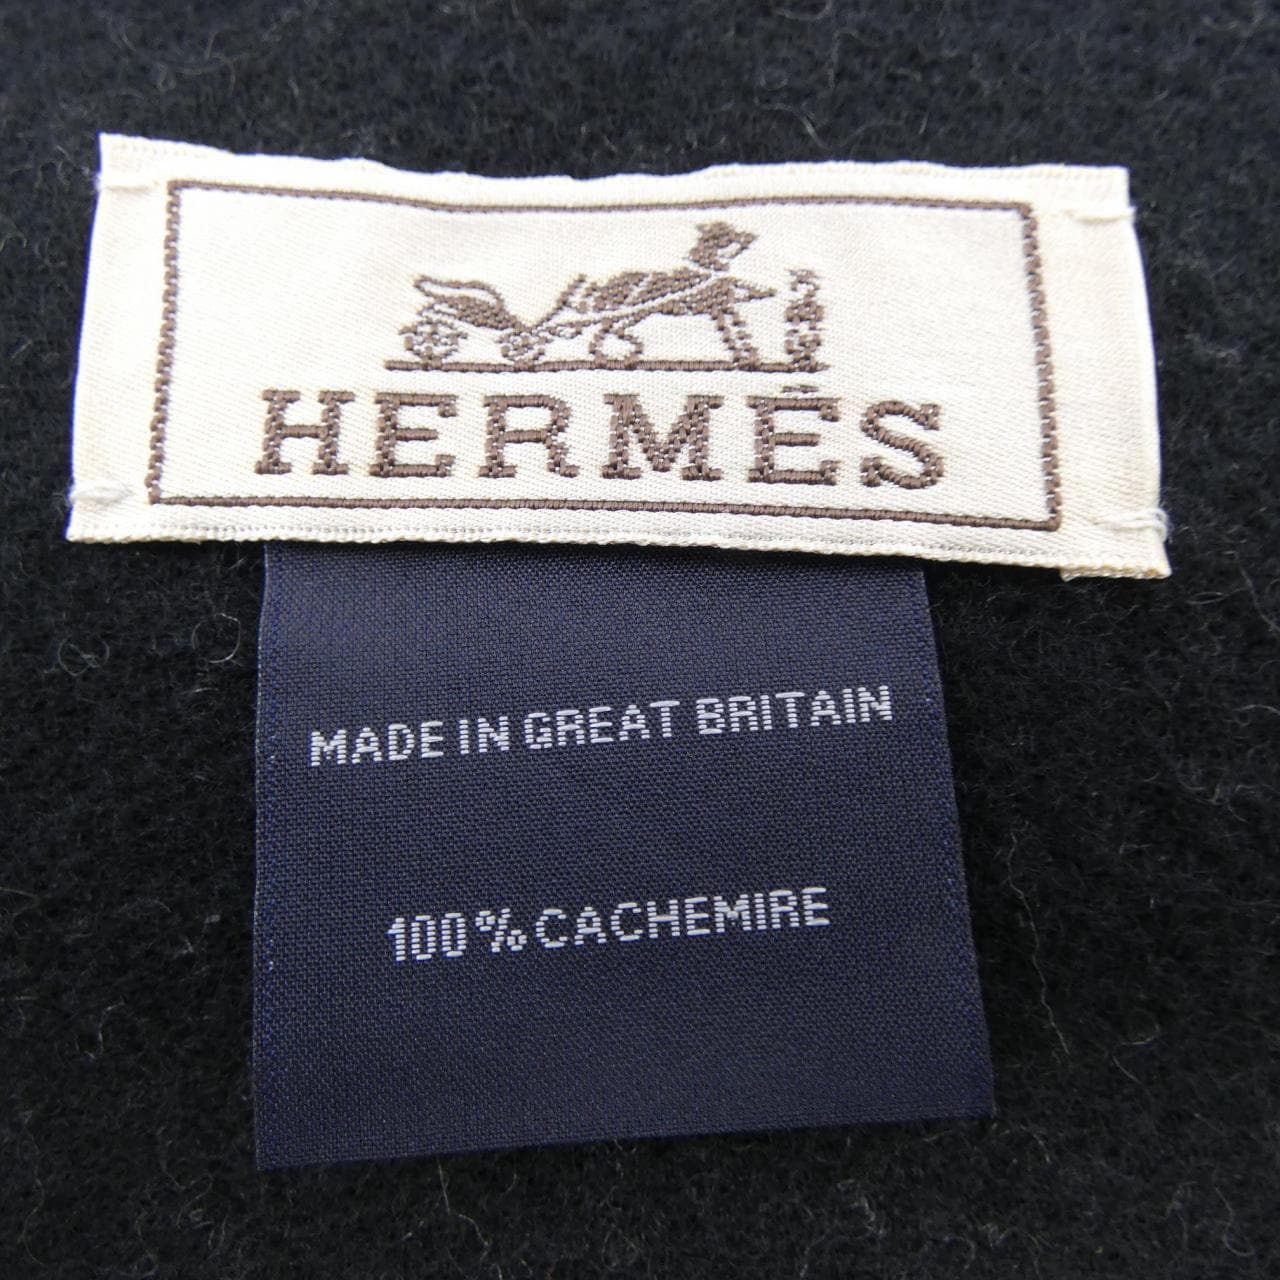 HERMÈS
MADE IN GREAT BRITAIN
100% CACHEMIRE